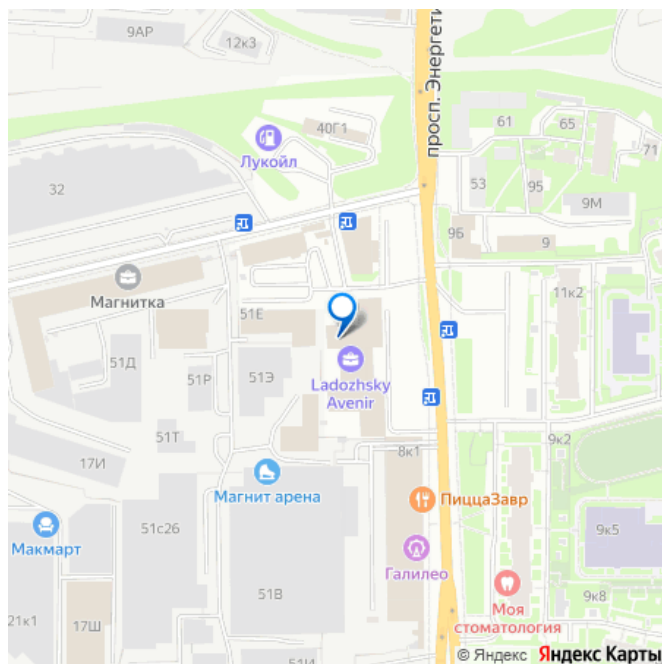 9АР
12к3
просп. Энергети
40Г1
Лукойл
61
65
71
32
53
95
9М
9Б
9
Магнитка
11к2
51Е
51Д
51Р
51Э
Ladozhsky
Avenir
51Т
8к1
9к2
17И
Магнит арена
ПиццаЗавр
Макмарт
51с26
9к5
Галилео
51В
9к8
21к1
17Ш
Моя
стоматология
51И
© Яндекс Яндекс Карты